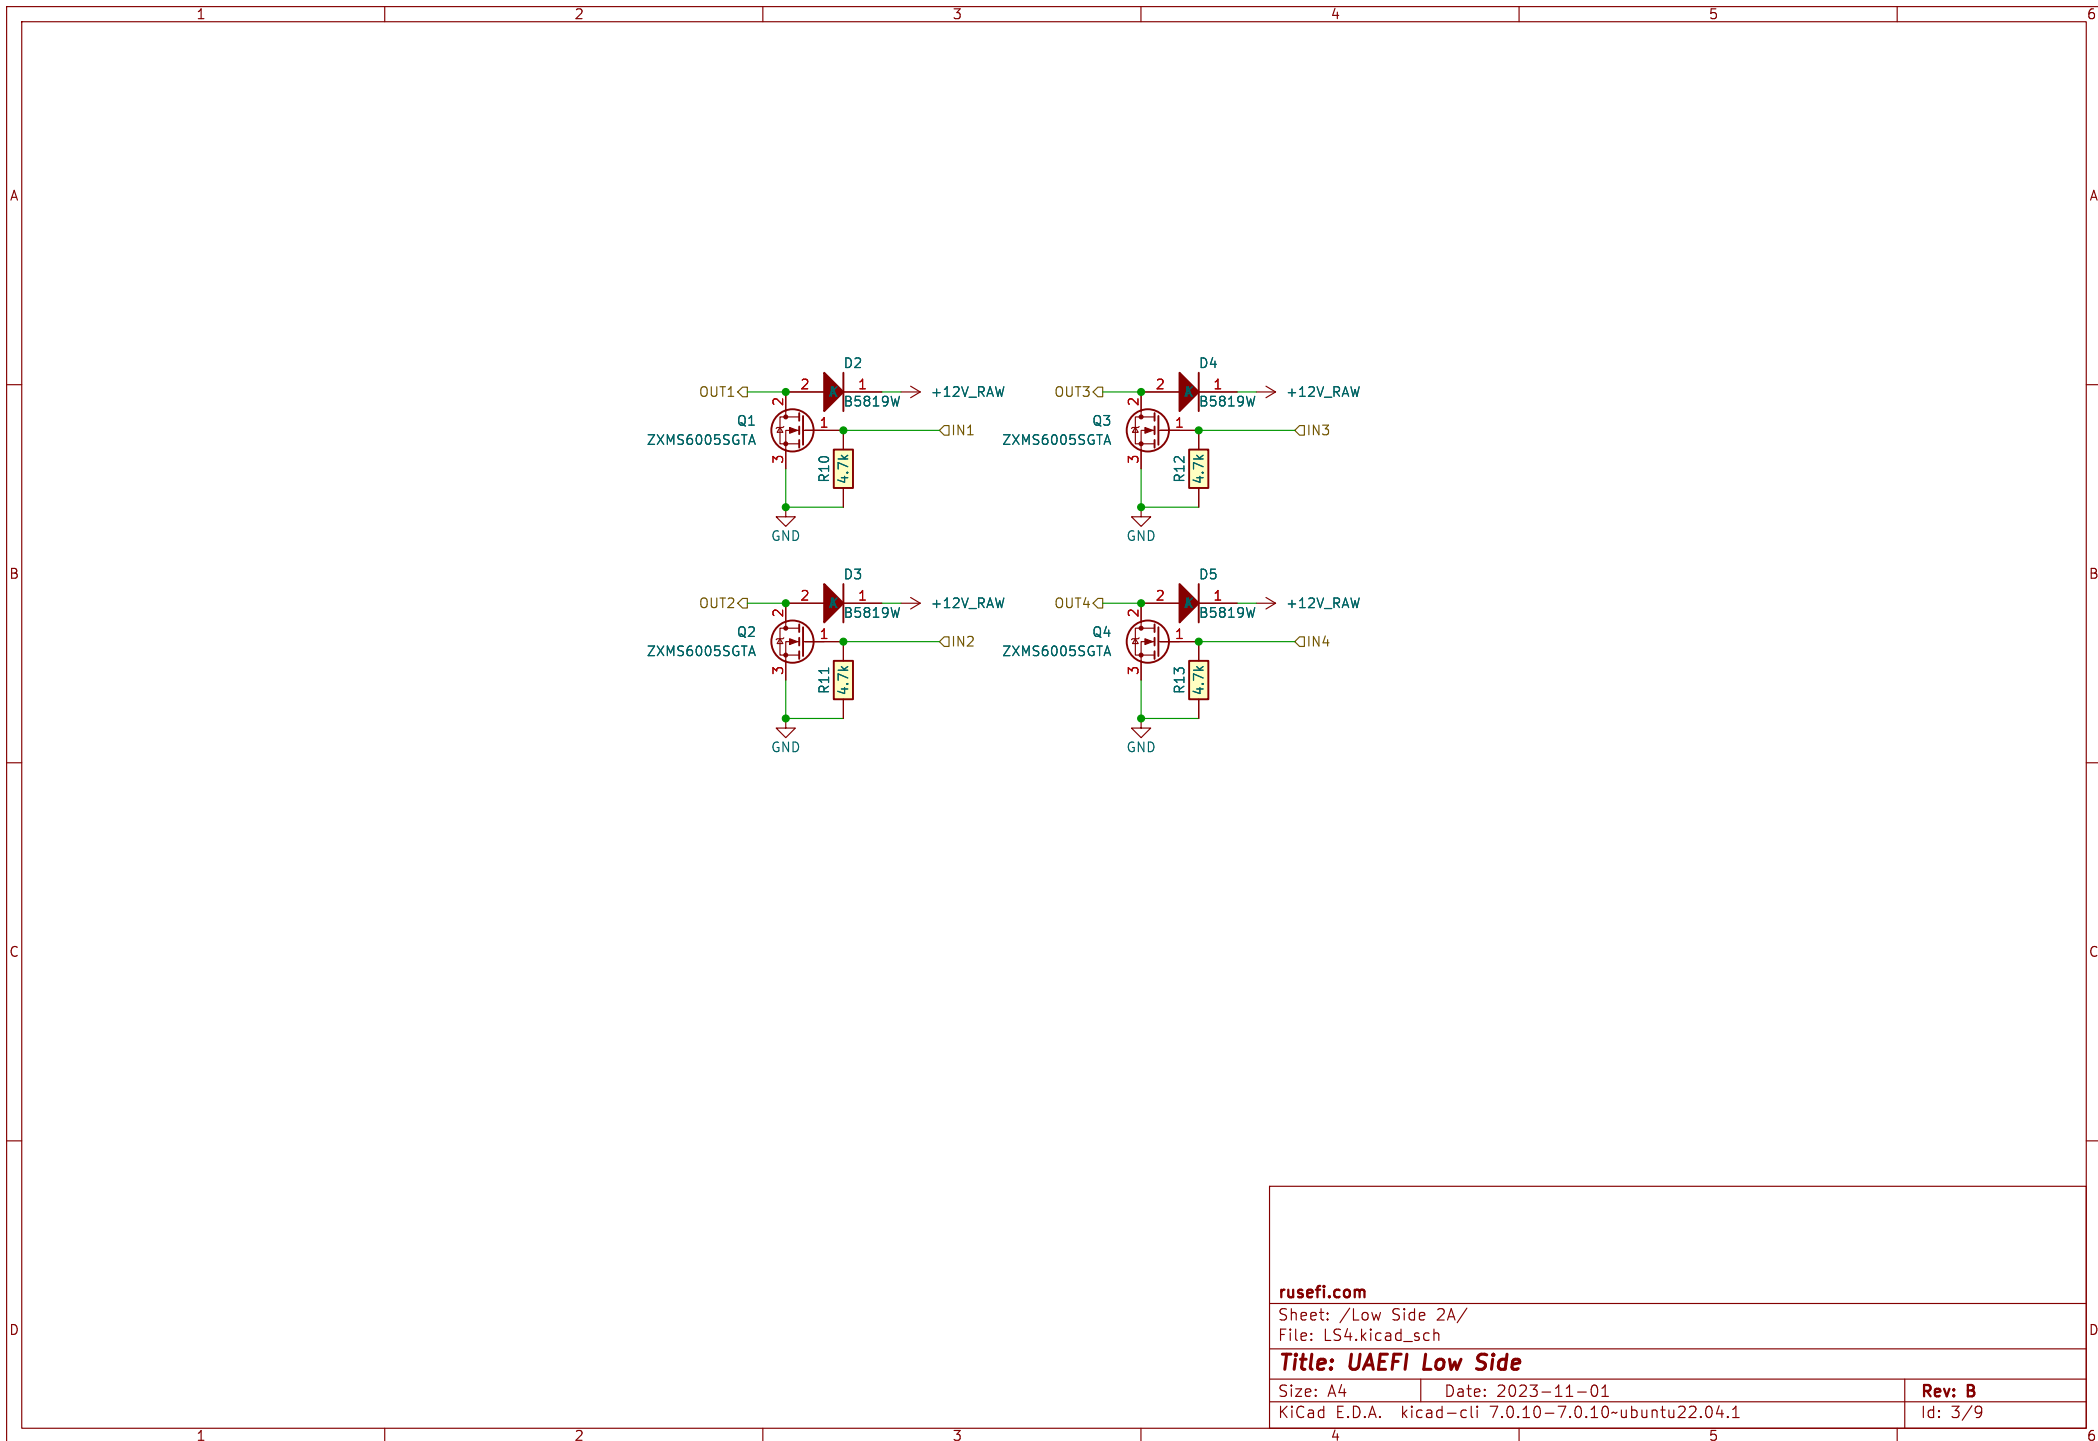 1 2 3 4 5 6
A A
D2 D4
OUT1 2 1 +12V_RAW OUT3 2 1 +12V_RAW
A B5819W A B5819W
2 2
Q1 1 IN1 Q3 1 IN3
ZXMS6005SGTA ZXMS6005SGTA
3 R10 4.7k 3 R12 4.7k
GND GND
B B
D3 D5
OUT2 2 1 +12V_RAW OUT4 2 1 +12V_RAW
A B5819W A B5819W
2 2
Q2 1 IN2 Q4 1 IN4
ZXMS6005SGTA ZXMS6005SGTA
3 R11 4.7k 3 R13 4.7k
GND GND
C C
rusefi.com
Sheet: /Low Side 2A/
D D
File: LS4.kicad_sch
Title: UAEFI Low Side
Size: A4 Date: 2023-11-01 Rev: B
KiCad E.D.A. kicad-cli 7.0.10-7.0.10~ubuntu22.04.1 Id: 3/9
1 2 3 4 5 6